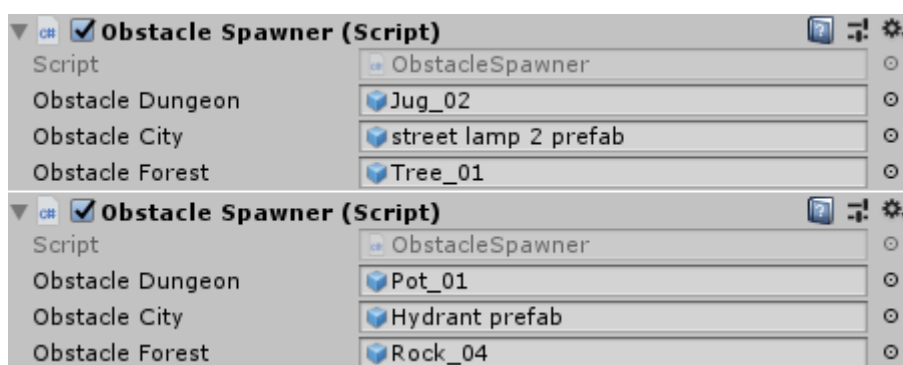 Obstacle Spawner (Script)
Script ObstacleSpawner
Obstacle Dungeon Jug_02
Obstacle City street lamp 2 prefab
Obstacle Forest Tree_01
Obstacle Spawner (Script)
Script ObstacleSpawner
Obstacle Dungeon Pot_01
Obstacle City Hydrant prefab
Obstacle Forest Rock_04